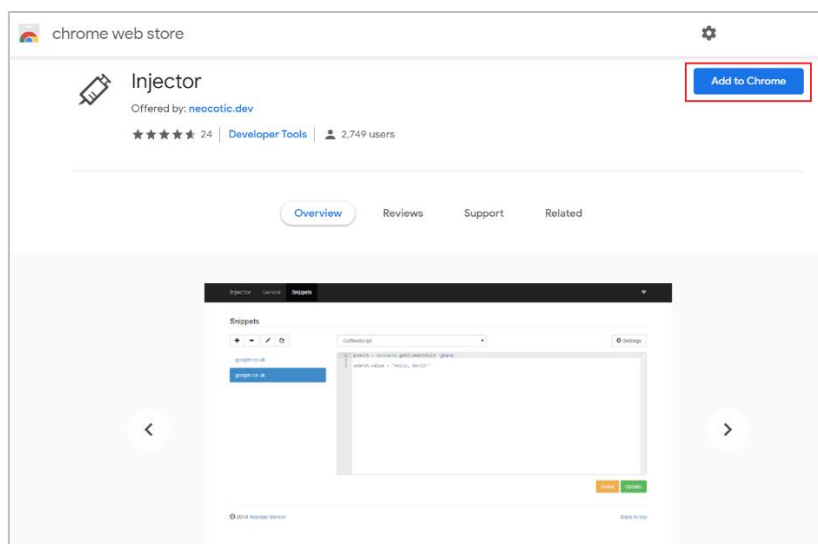 chrome web store
Injector
Add to Chrome
Offered by: neocotic.dev
24 Developer Tools 2,749 users
Overview Reviews Support Related
Injector General Snippets
Snippets
CoffeeScript Settings
google.co.uk
google.co.uk
search.value = 'Hello, World!'
Reset Update
Back to top